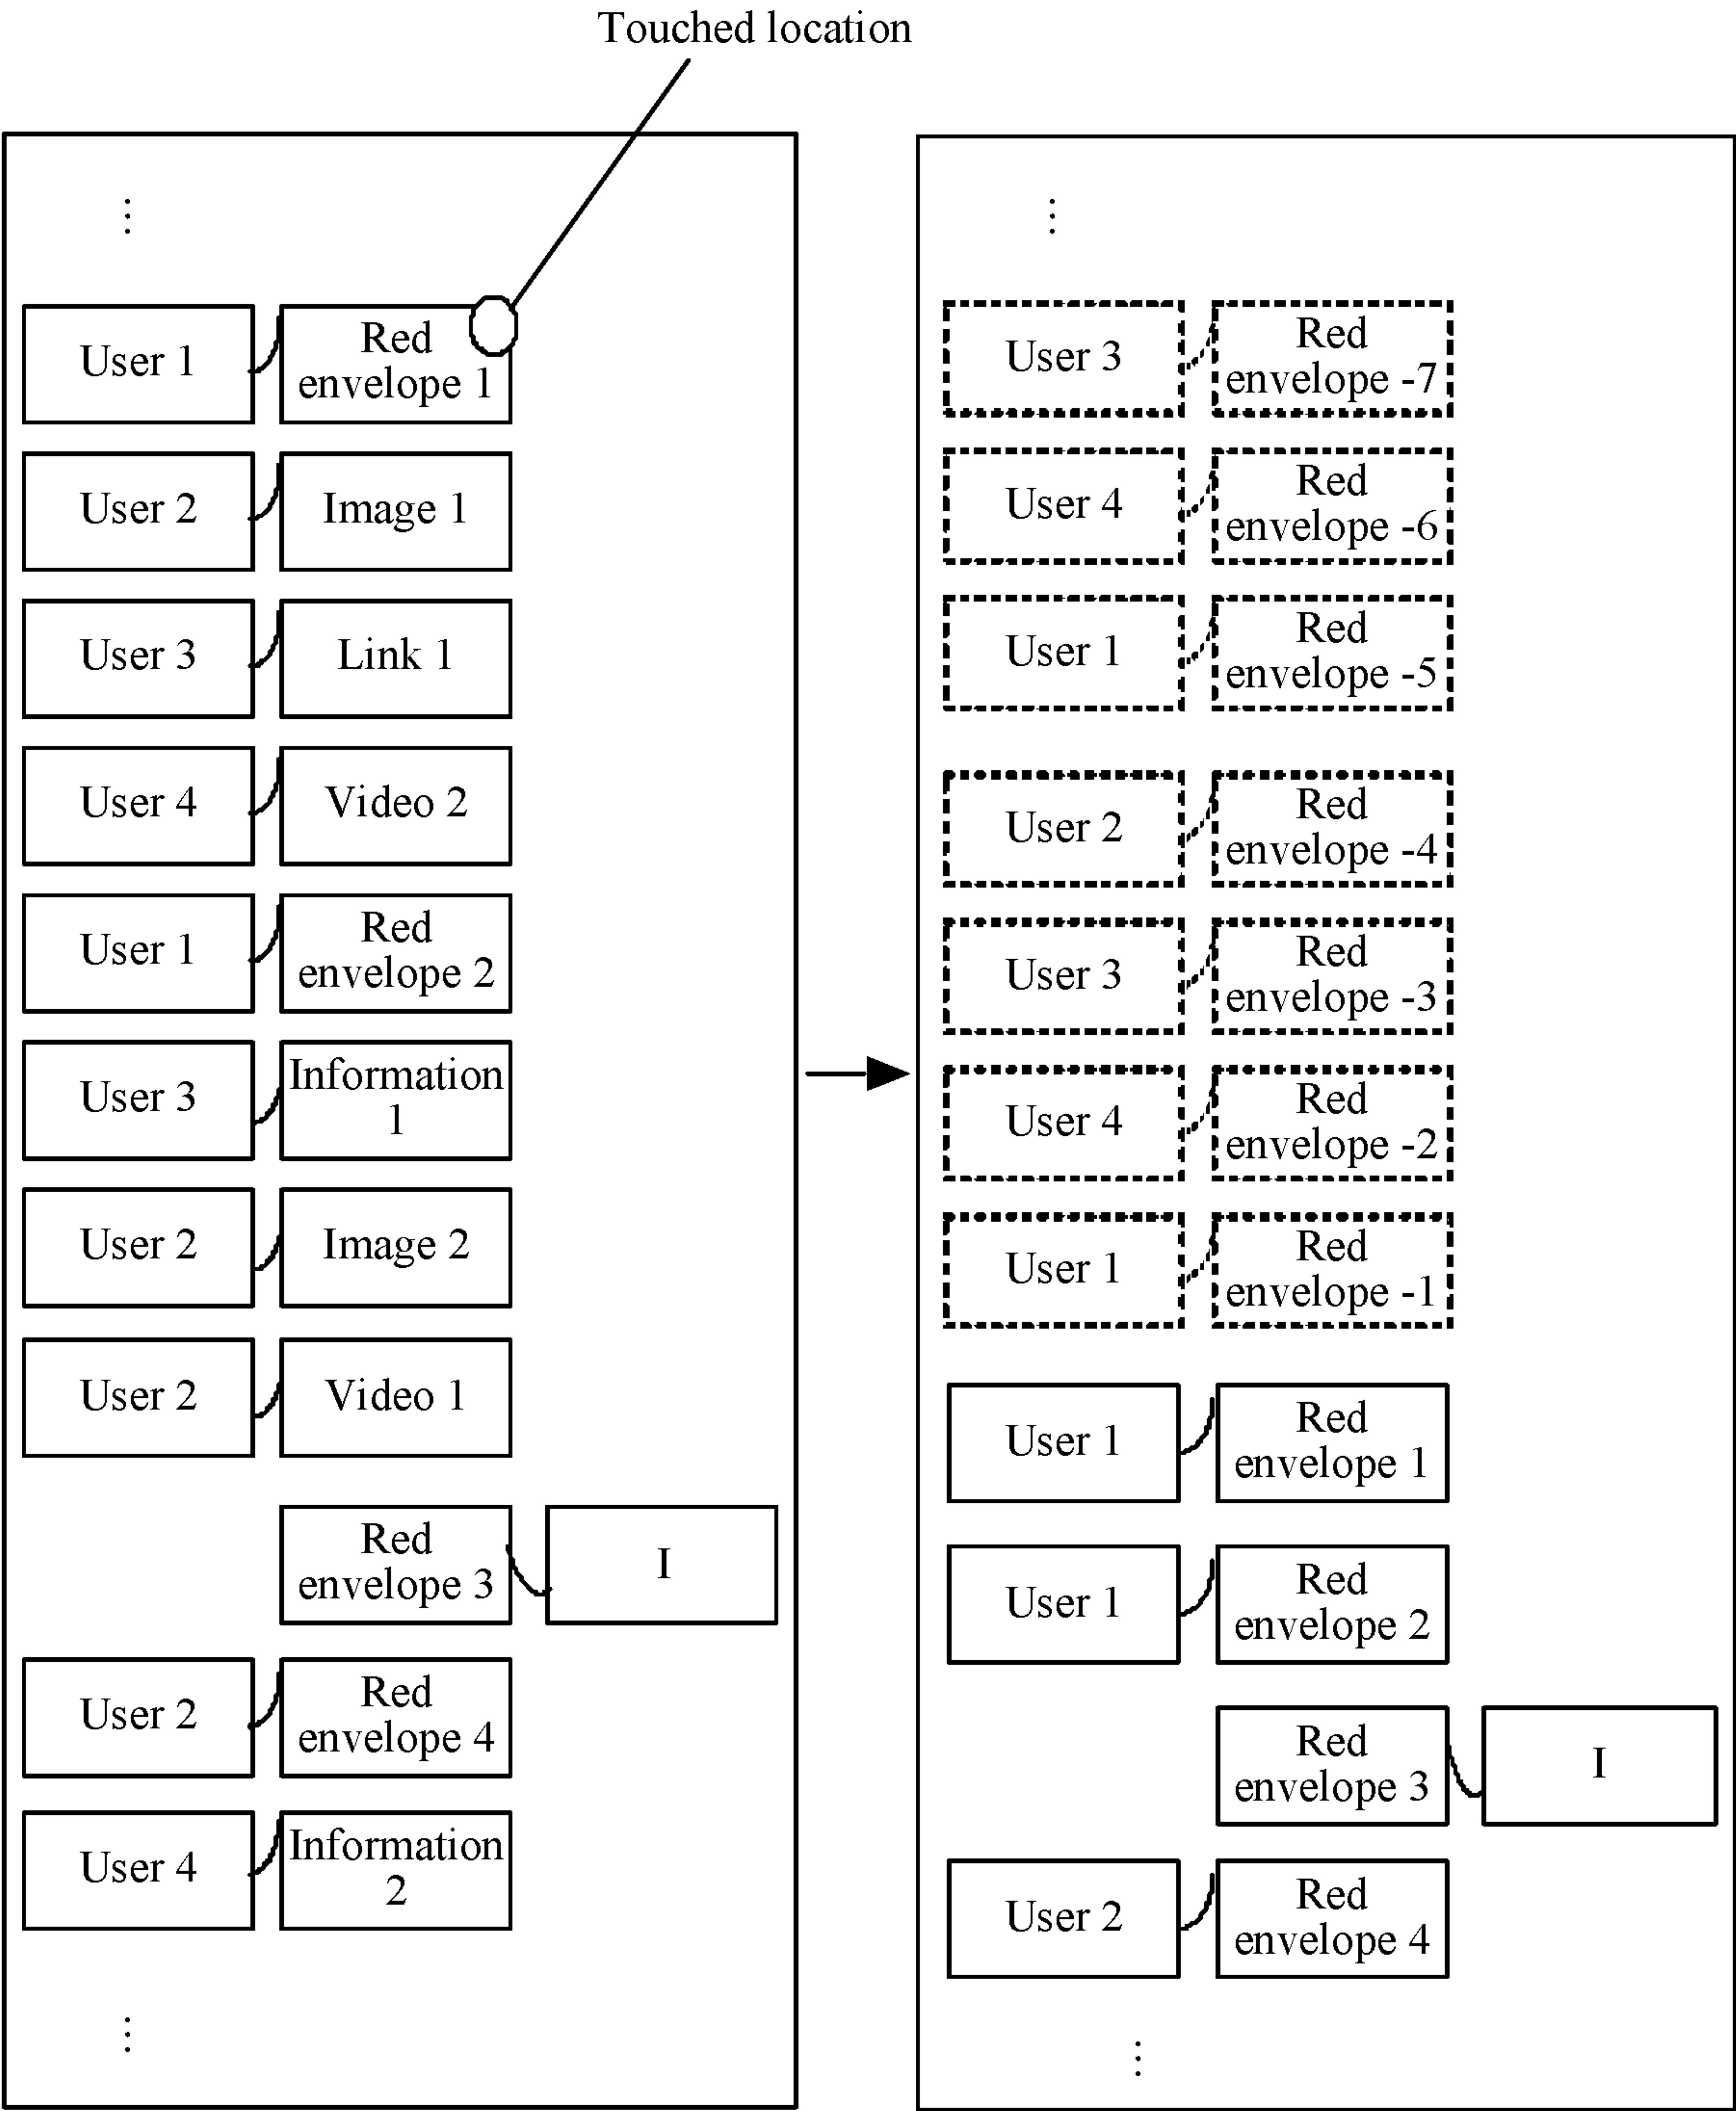 Touched location
⋮
User 1
Red
envelope 1
User 2
Image 1
User 3
Link 1
User 4
Video 2
User 1
Red
envelope 2
User 3
Information
1
User 2
Image 2
User 2
Video 1
Red
envelope 3
I
User 2
Red
envelope 4
User 4
Information
2
⋮
⋮
User 3
Red
envelope -7
User 4
Red
envelope -6
User 1
Red
envelope -5
User 2
Red
envelope -4
User 3
Red
envelope -3
User 4
Red
envelope -2
User 1
Red
envelope -1
User 1
Red
envelope 1
User 1
Red
envelope 2
Red
envelope 3
I
User 2
Red
envelope 4
⋮